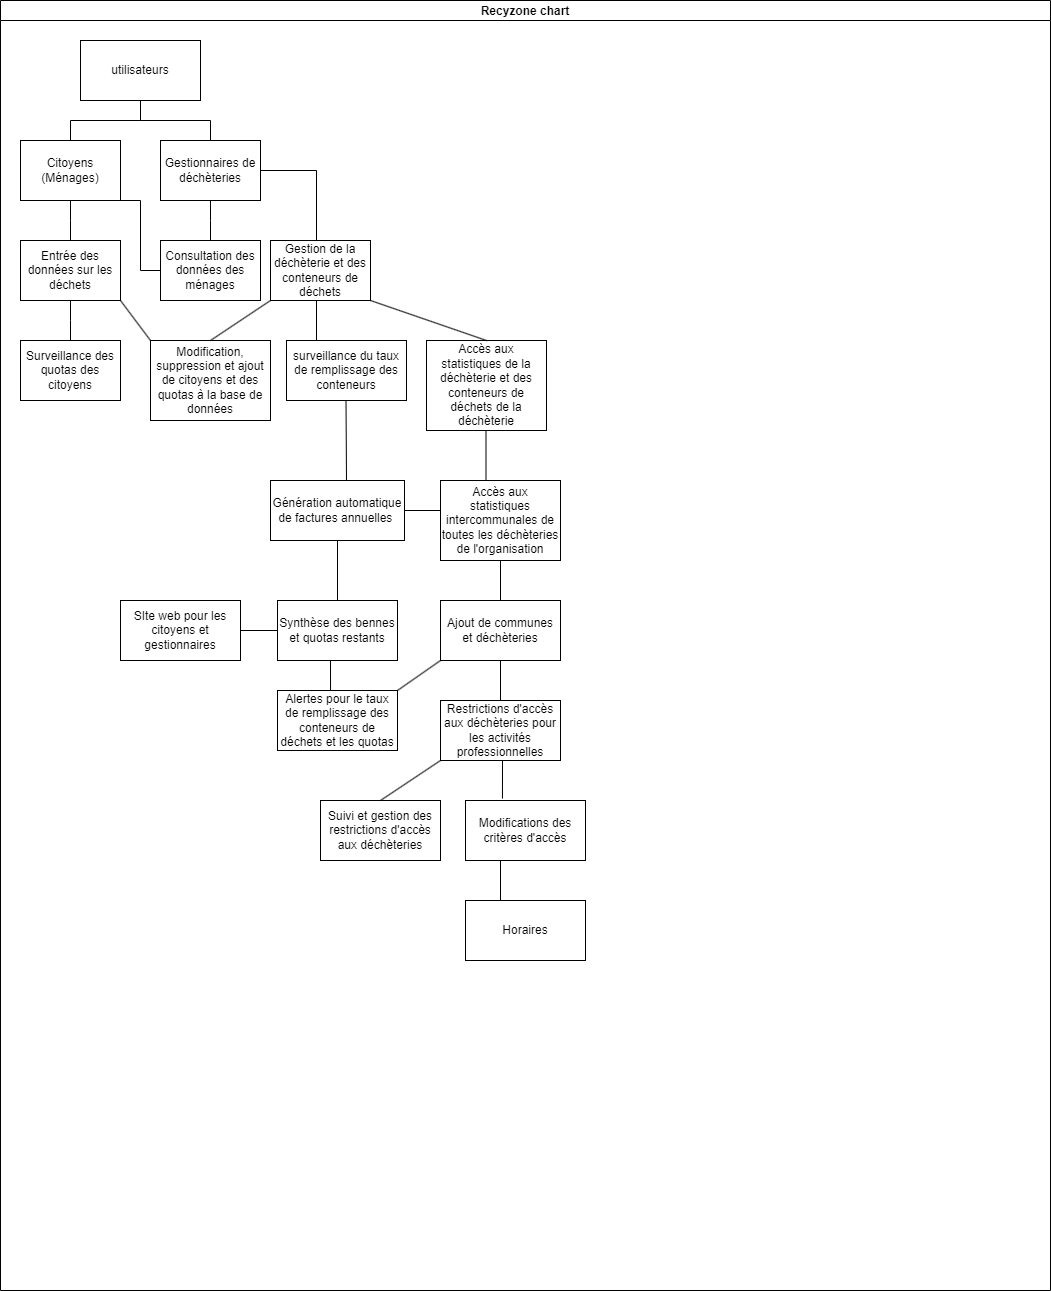 Recyzone chart
utilisateurs
Citoyens
(Ménages)
Gestionnaires de
déchèteries
Entrée des
données sur les
déchets
Consultation des
données des
ménages
Gestion de la
déchèterie et des
conteneurs de
déchets
Surveillance des
quotas des
citoyens
Modification,
suppression et ajout
de citoyens et des
quotas à la base de
données
surveillance du taux
de remplissage des
conteneurs
Accès aux
statistiques de la
déchèterie et des
conteneurs de
déchets de la
déchèterie
Génération automatique
de factures annuelles
Accès aux
statistiques
intercommunales de
toutes les déchèteries
de l'organisation
SIte web pour les
citoyens et
gestionnaires
Synthèse des bennes
et quotas restants
Ajout de communes
et déchèteries
Alertes pour le taux
de remplissage des
conteneurs de
déchets et les quotas
Restrictions d'accès
aux déchèteries pour
les activités
professionnelles
Suivi et gestion des
restrictions d'accès
aux déchèteries
Modifications des
critères d'accès
Horaires